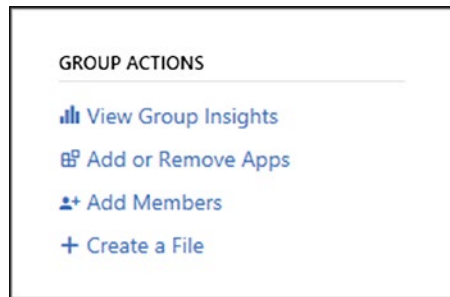 GROUP ACTIONS
View Group Insights
Add or Remove Apps
Add Members
Create a File